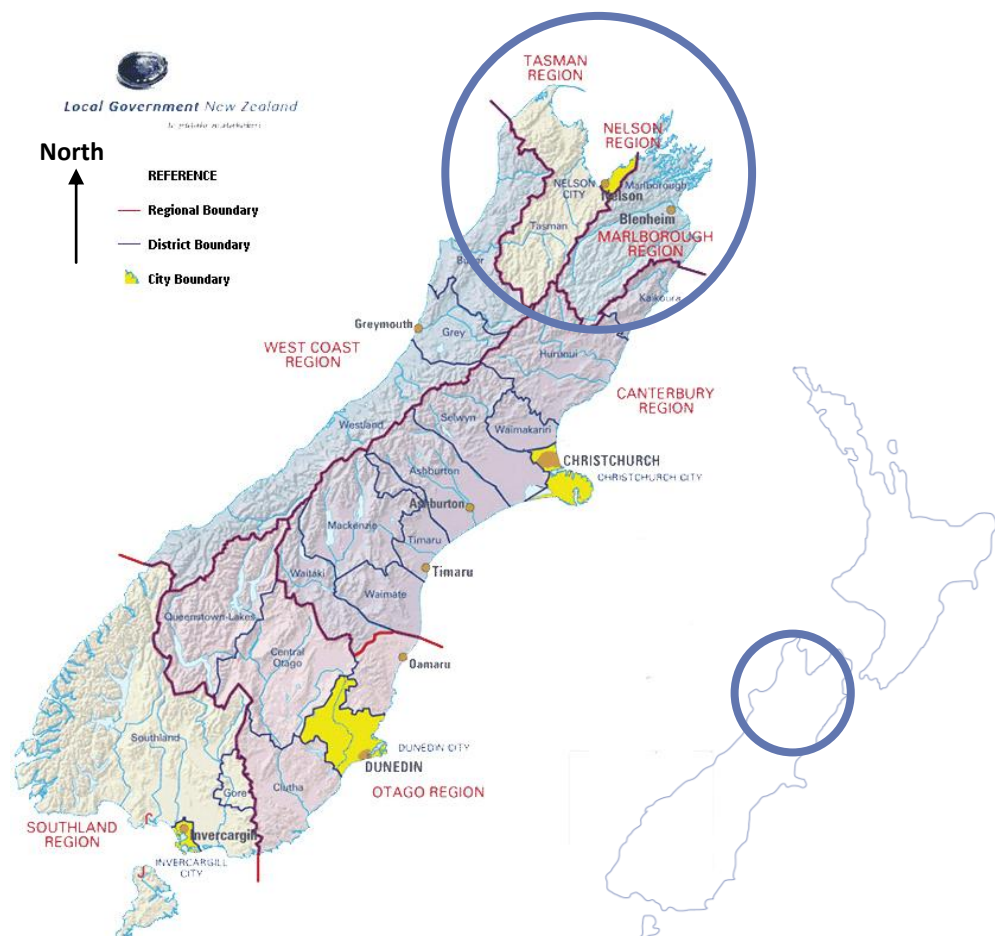 TASMAN
REGION
Local Government New Zealand
North
REFERENCE
Regional Boundary
District Boundary
City Boundary
NELSON
REGION
NELSON
CITY
Nelson
Marlborough
Blenheim
Tasman
MARLBOROUGH
REGION
Buller
Kaikoura
Greymouth
Grey
WEST COAST
REGION
Hurunui
CANTERBURY
REGION
Selwyn
Westland
Waimakariri
CHRISTCHURCH
CHRISTCHURCH CITY
Ashburton
Ashburton
Mackenzie
Timaru
Timaru
Waitaki
Waimate
Queenstown-Lakes
Central
Otago
Oamaru
Southland
DUNEDIN CITY
DUNEDIN
Gore
Clutha
OTAGO REGION
SOUTHLAND
REGION
Invercargill
INVERCARGILL
CITY